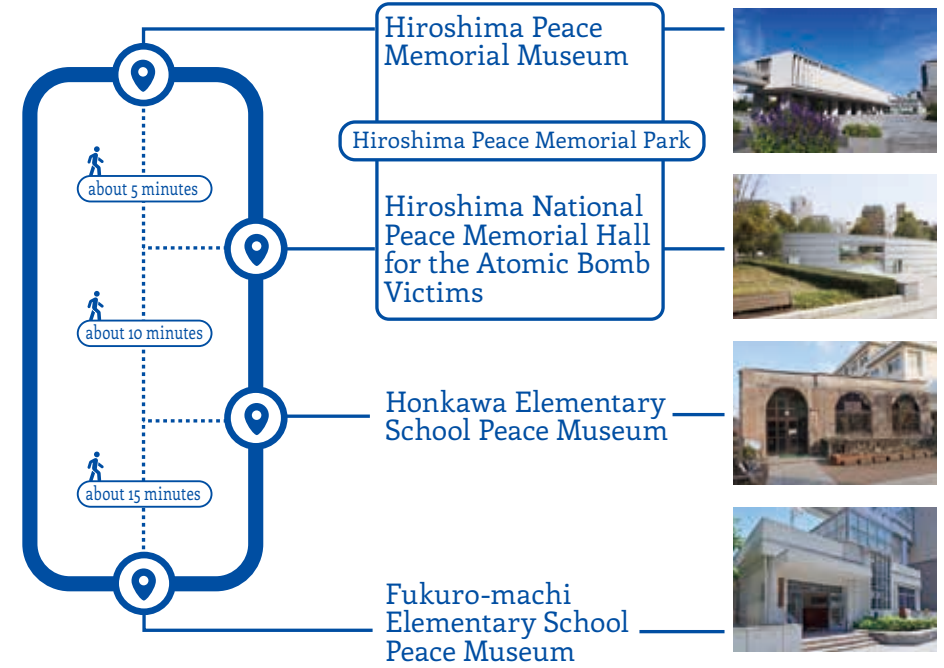 Hiroshima Peace
Memorial Museum
Hiroshima Peace Memorial Park
about 5 minutes
Hiroshima National
Peace Memorial Hall
for the Atomic Bomb
Victims
about 10 minutes
Honkawa Elementary
School Peace Museum
about 15 minutes
Fukuro-machi
Elementary School
Peace Museum